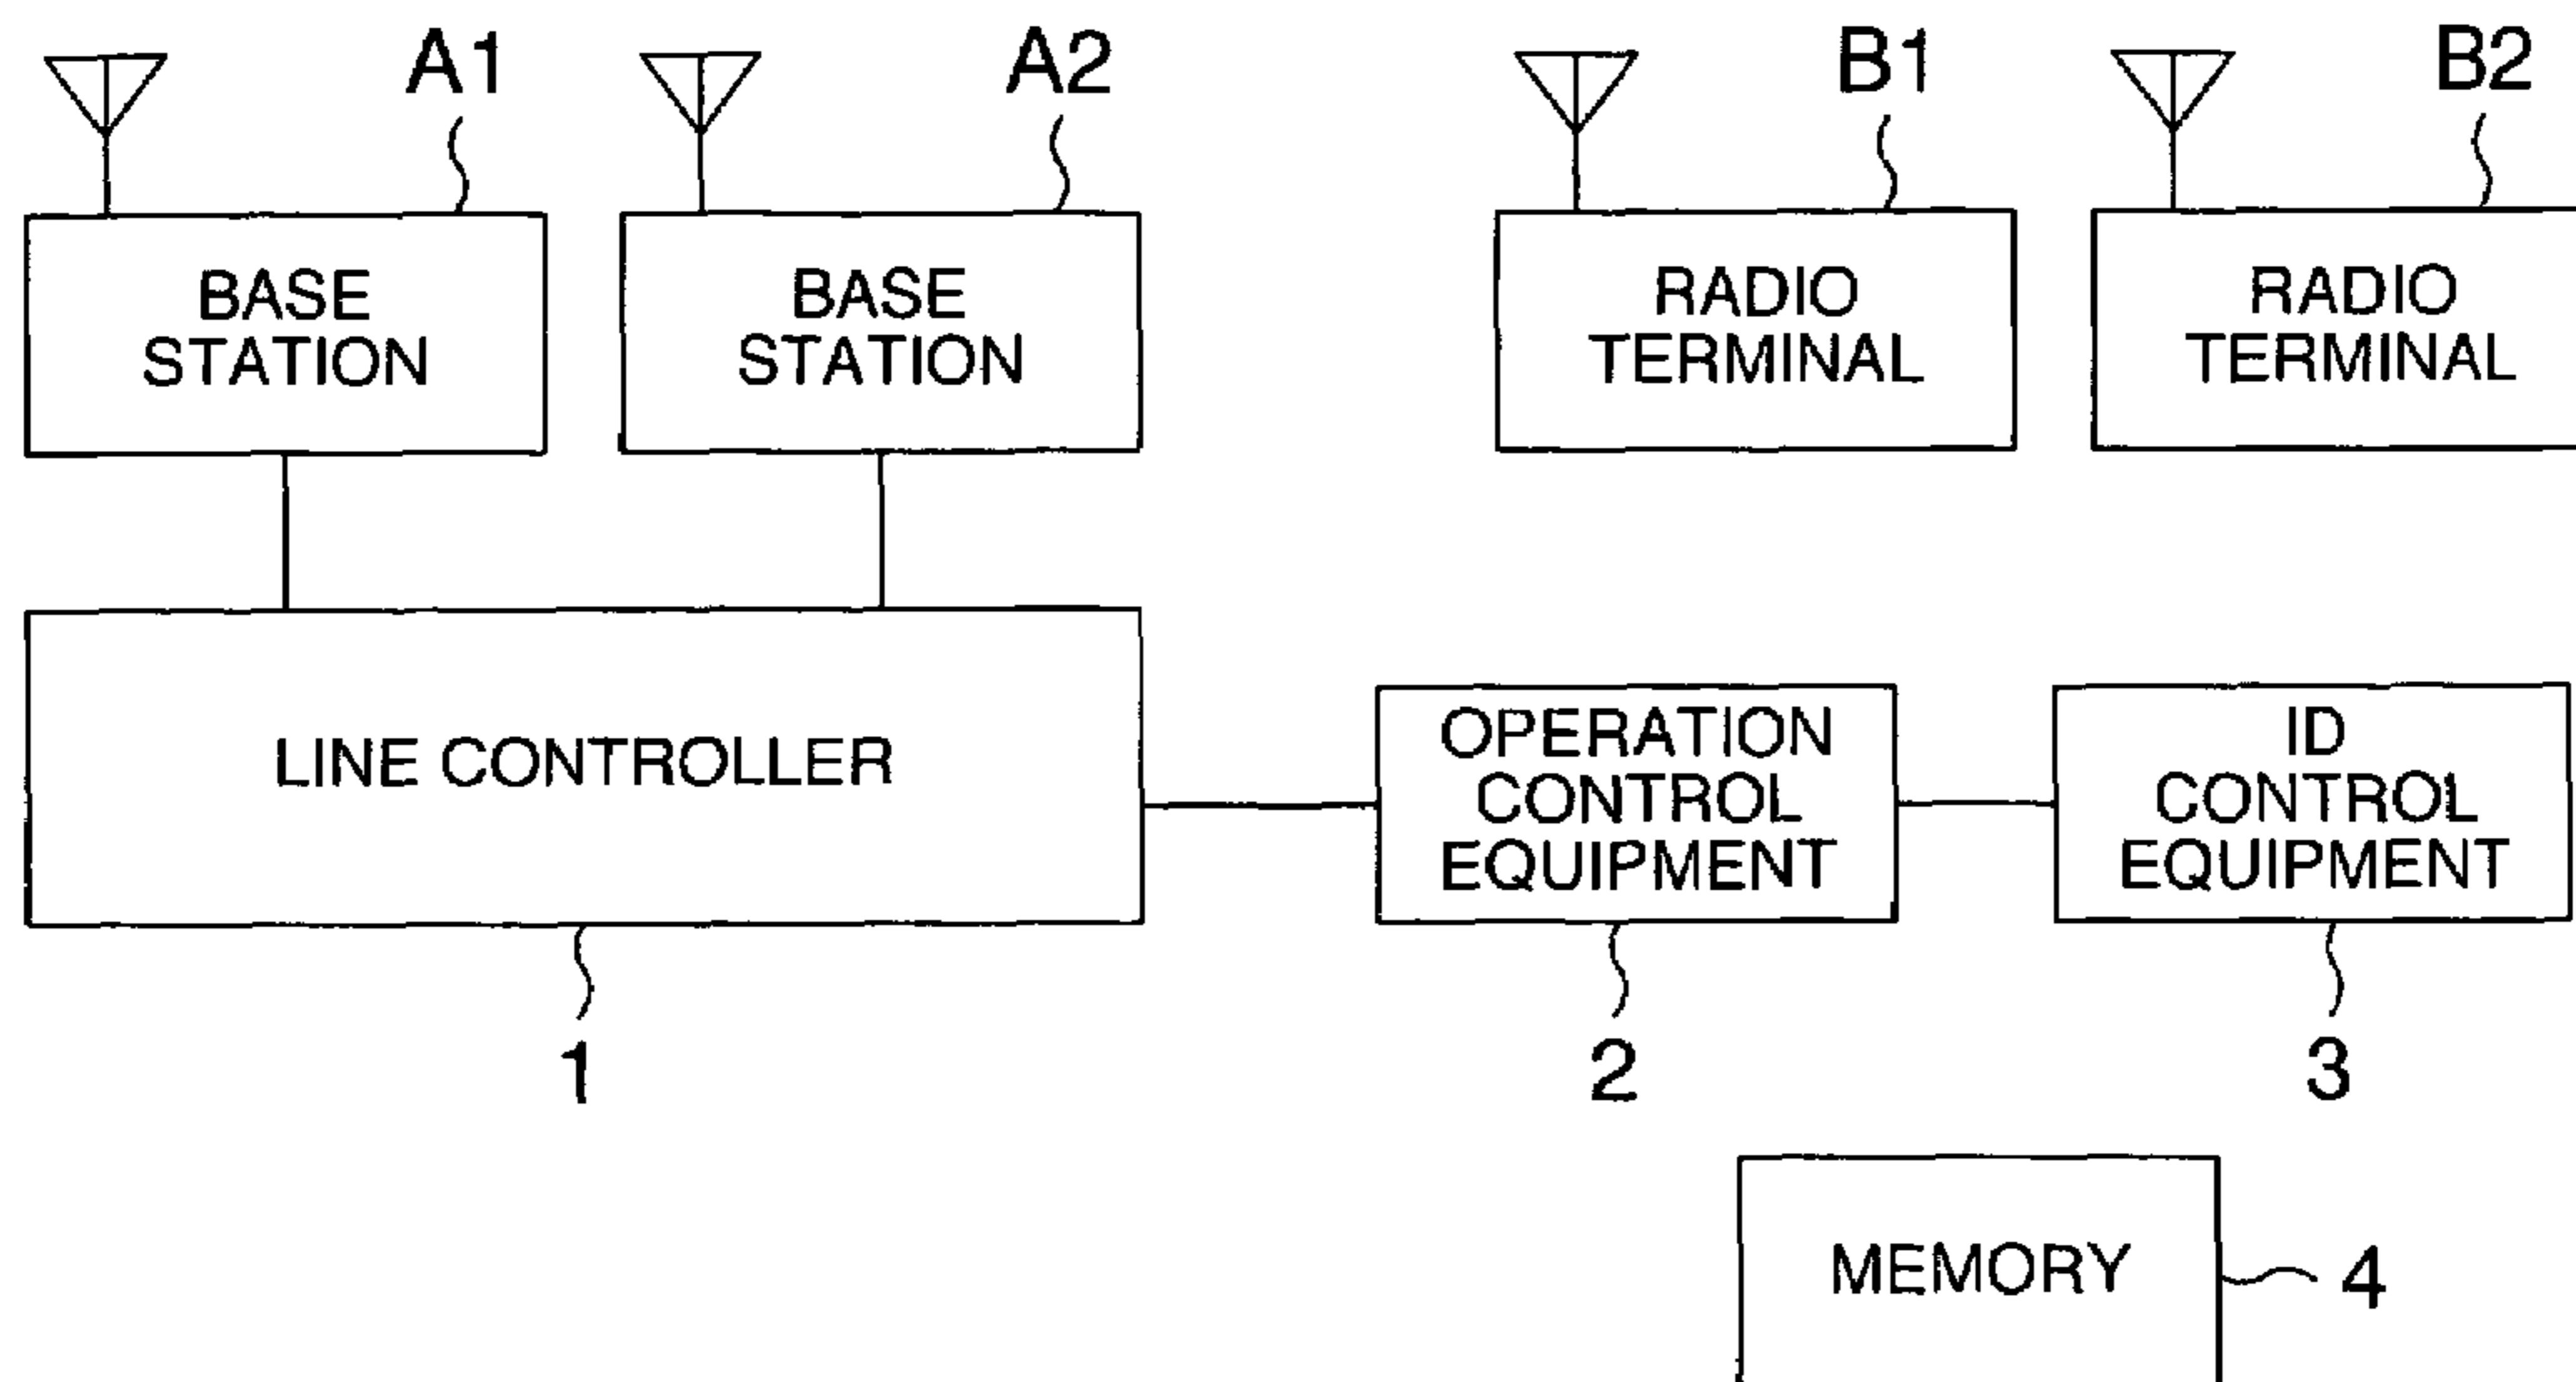 A1
A2
B1
B2
BASE
STATION
BASE
STATION
RADIO
TERMINAL
RADIO
TERMINAL
LINE CONTROLLER
OPERATION
CONTROL
EQUIPMENT
ID
CONTROL
EQUIPMENT
1
2
3
MEMORY
4